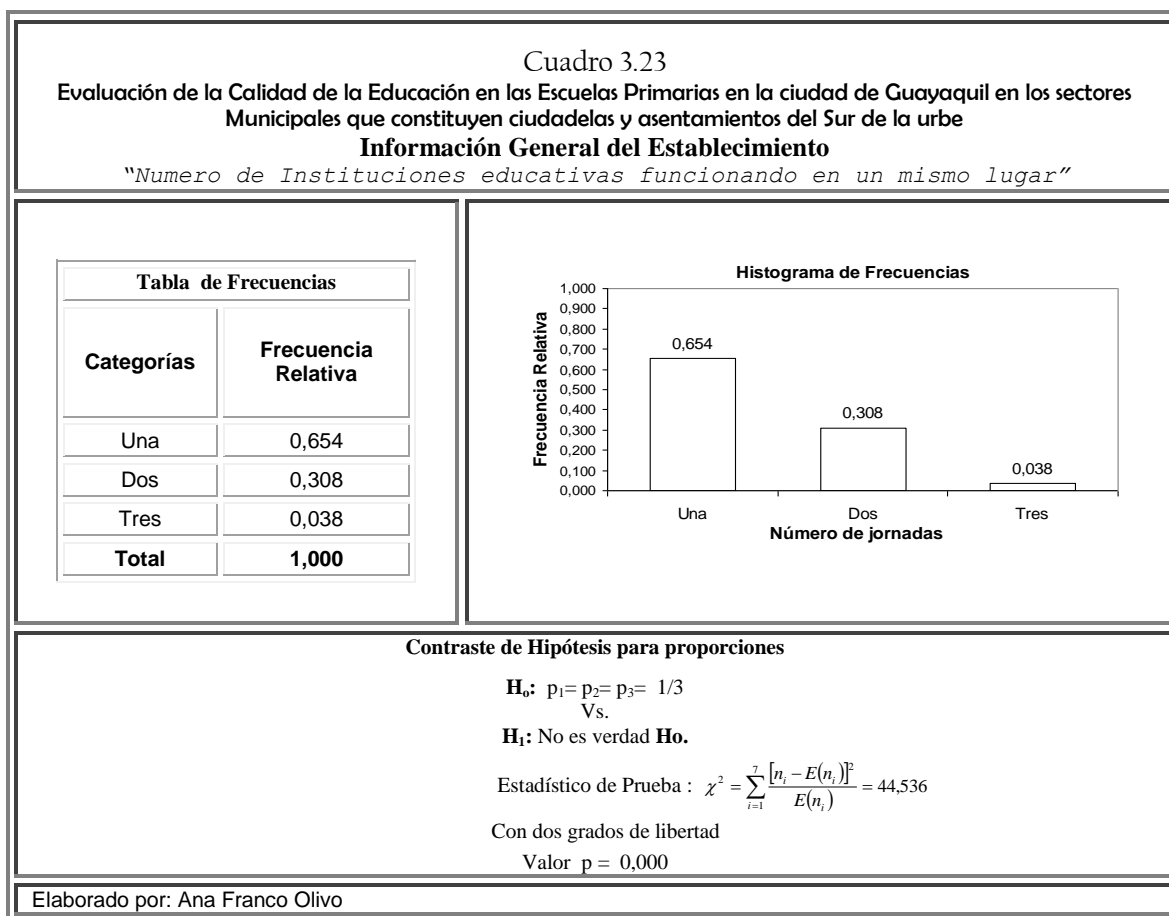 Cuadro 3.23
Evaluación de la Calidad de la Educación en las Escuelas Primarias en la ciudad de Guayaquil en los sectores
Municipales que constituyen ciudadelas y asentamientos del Sur de la urbe
Información General del Establecimiento
“Numero de Instituciones educativas funcionando en un mismo lugar”
Tabla de Frecuencias
Categorías Frecuencia
Relativa
Una 0,654
Dos 0,308
Tres 0,038
Total 1,000
Histograma de Frecuencias
Frecuencia Relativa
1,000
0,900
0,800
0,700
0,600
0,500
0,400
0,300
0,200
0,100
0,000
0,654
0,308
0,038
Una Dos Tres
Número de jornadas
Contraste de Hipótesis para proporciones
Ho: p1= p2= p3= 1/3
Vs.
H1: No es verdad Ho.
Estadístico de Prueba : χ² = ∑_{i=1}^{7} [n_i − E(n_i)]² / E(n_i) = 44,536
Con dos grados de libertad
Valor p = 0,000
Elaborado por: Ana Franco Olivo